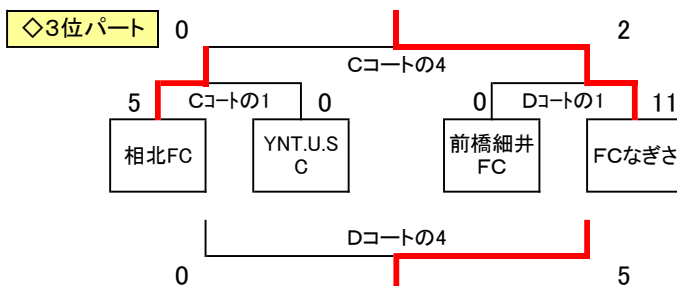 ◇３位パート
0
2
Cコートの4
5
Cｺｰﾄの1
0
0
Dｺｰﾄの1
11
相北FC
YNT.U.S
C
前橋細井
FC
ＦＣなぎさ
Dコートの4
0
5